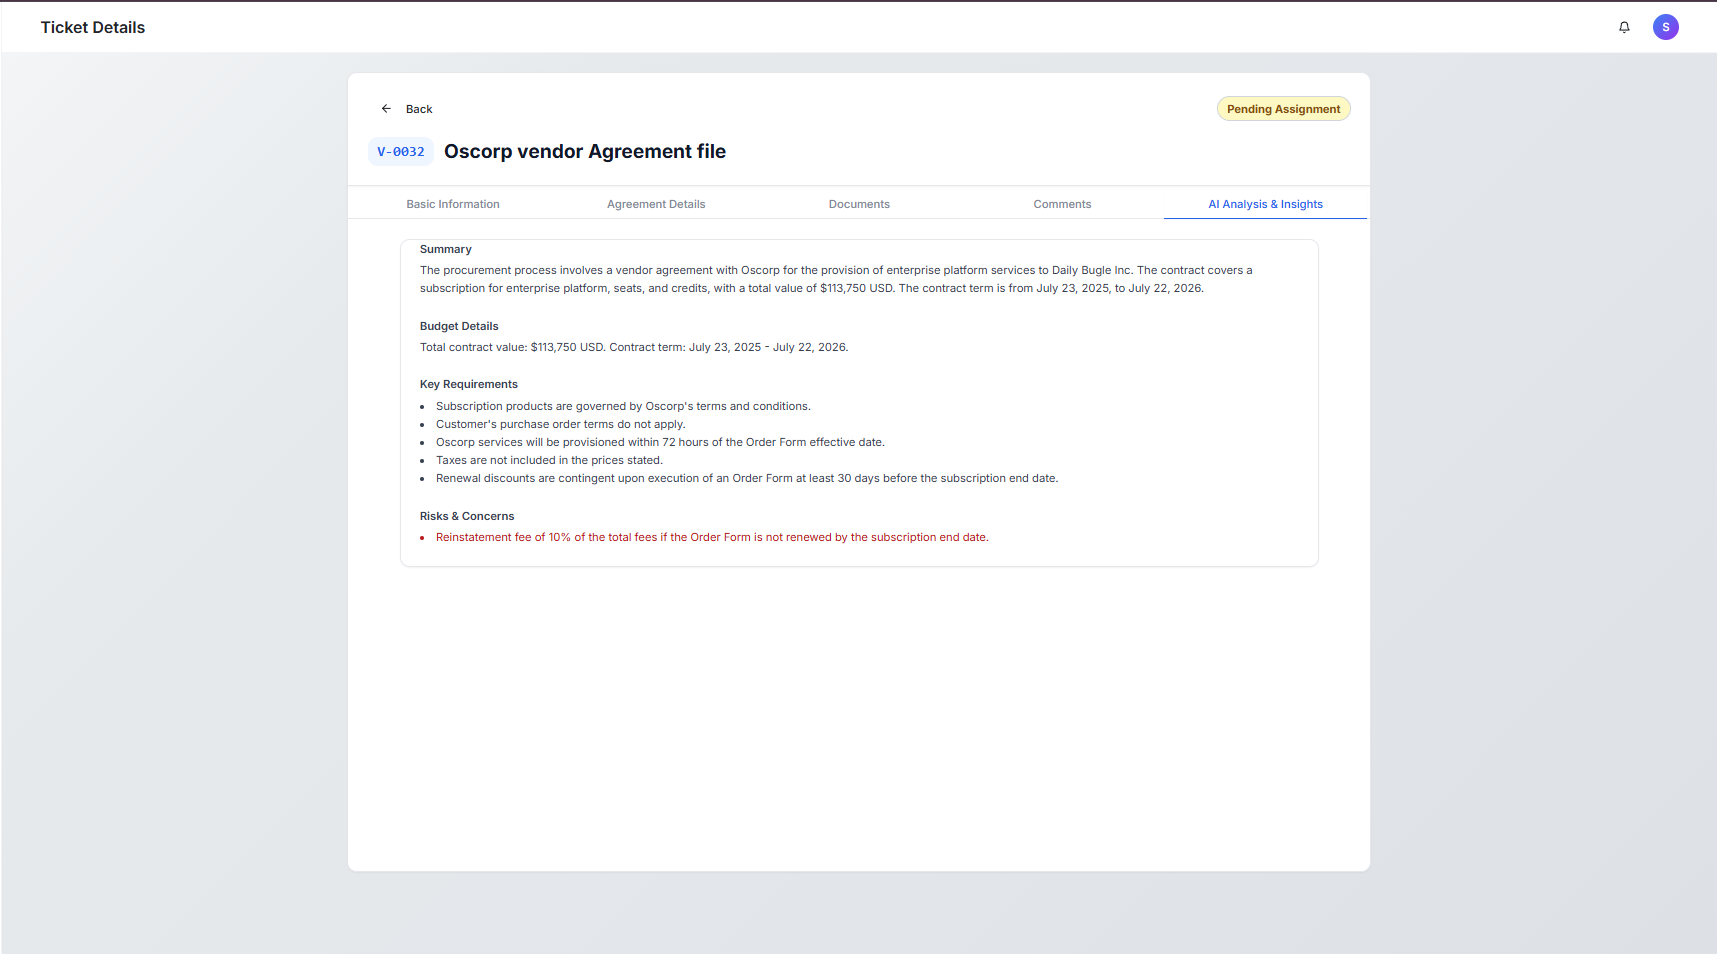 Ticket Details
S
Back
Pending Assignment
V-0032
Oscorp vendor Agreement file
Basic Information
Agreement Details
Documents
Comments
AI Analysis & Insights
Summary
The procurement process involves a vendor agreement with Oscorp for the provision of enterprise platform services to Daily Bugle Inc. The contract covers a
subscription for enterprise platform, seats, and credits, with a total value of $113,750 USD. The contract term is from July 23, 2025, to July 22, 2026.
Budget Details
Total contract value: $113,750 USD. Contract term: July 23, 2025 - July 22, 2026.
Key Requirements
• Subscription products are governed by Oscorp's terms and conditions.
• Customer's purchase order terms do not apply.
• Oscorp services will be provisioned within 72 hours of the Order Form effective date.
• Taxes are not included in the prices stated.
• Renewal discounts are contingent upon execution of an Order Form at least 30 days before the subscription end date.
Risks & Concerns
• Reinstatement fee of 10% of the total fees if the Order Form is not renewed by the subscription end date.